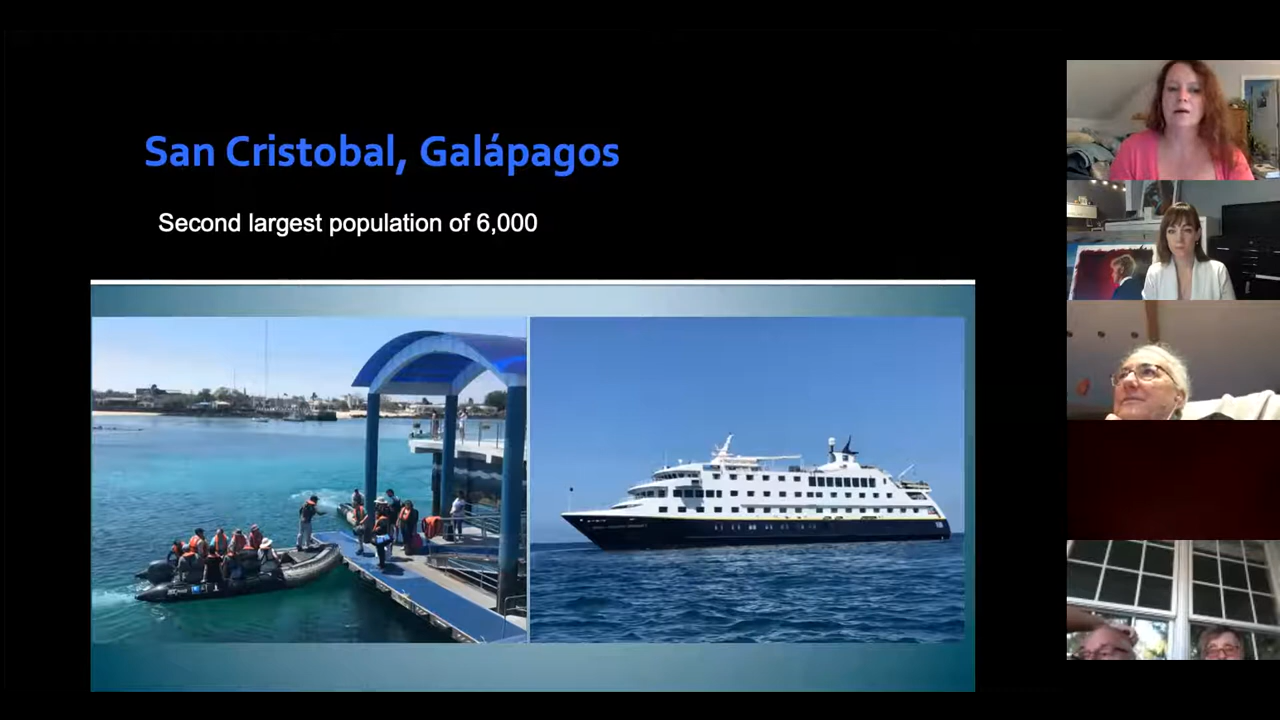 San Cristobal, Galápagos
Second largest population of 6,000